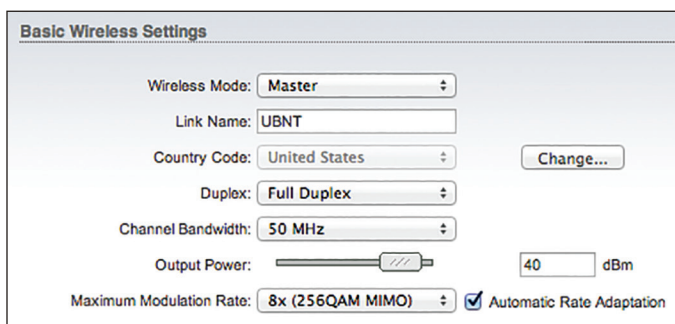 Basic Wireless Settings
Wireless Mode: Master
Link Name: UBNT
Country Code: United States Change...
Duplex: Full Duplex
Channel Bandwidth: 50 MHz
Output Power: 40 dBm
Maximum Modulation Rate: 8x (256QAM MIMO) Automatic Rate Adaptation